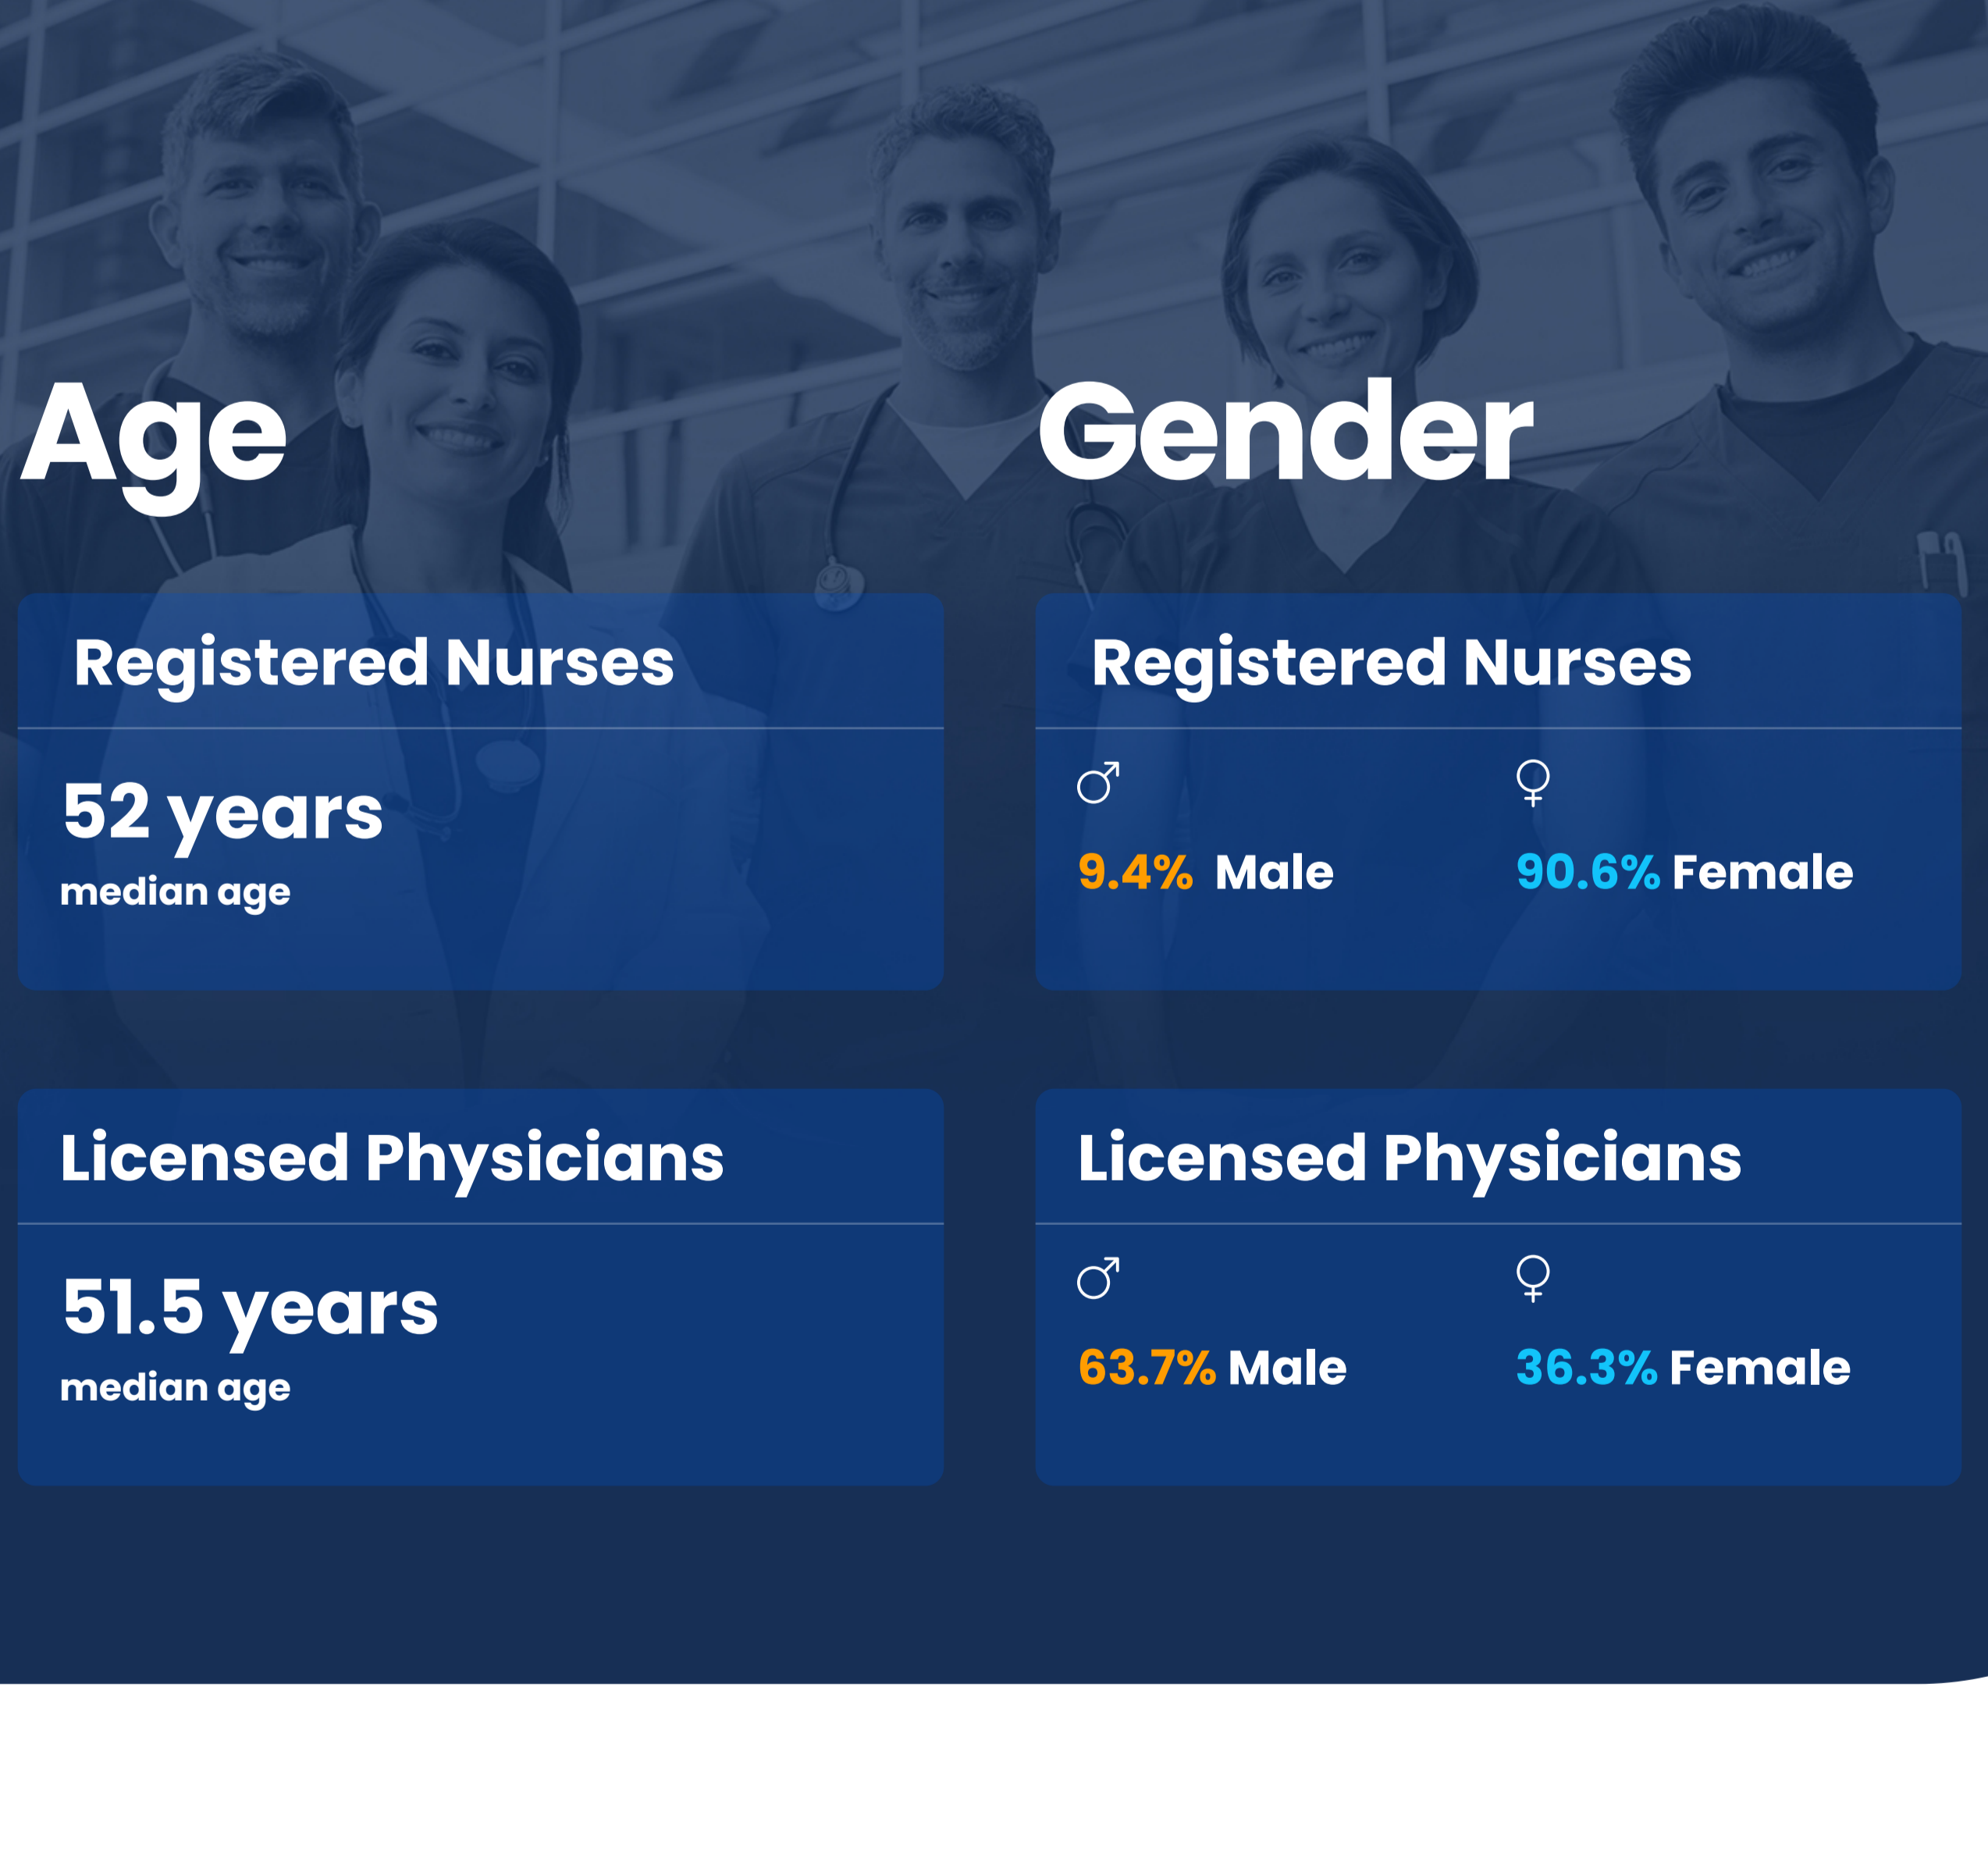 Age
Registered Nurses
52 years
median age
Licensed Physicians
51.5 years
median age
Gender
Registered Nurses
9.4% Male
90.6% Female
Licensed Physicians
63.7% Male
36.3% Female